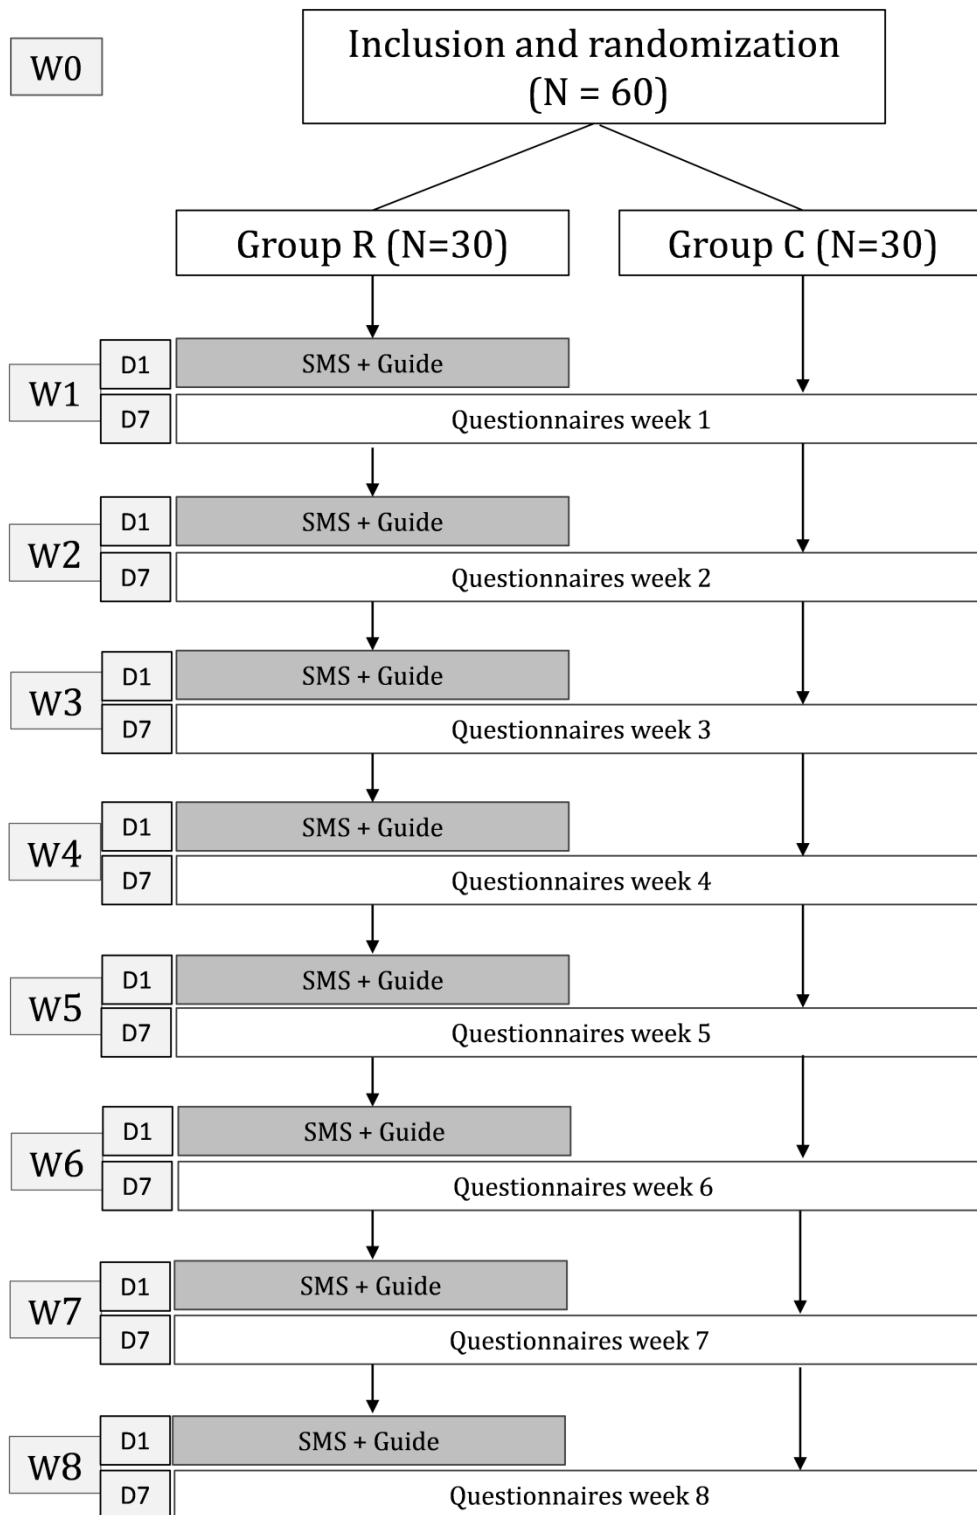 W0
Inclusion and randomization
(N = 60)
Group R (N=30)
Group C (N=30)
W1
D1
SMS + Guide
D7
Questionnaires week 1
W2
D1
SMS + Guide
D7
Questionnaires week 2
W3
D1
SMS + Guide
D7
Questionnaires week 3
W4
D1
SMS + Guide
D7
Questionnaires week 4
W5
D1
SMS + Guide
D7
Questionnaires week 5
W6
D1
SMS + Guide
D7
Questionnaires week 6
W7
D1
SMS + Guide
D7
Questionnaires week 7
W8
D1
SMS + Guide
D7
Questionnaires week 8